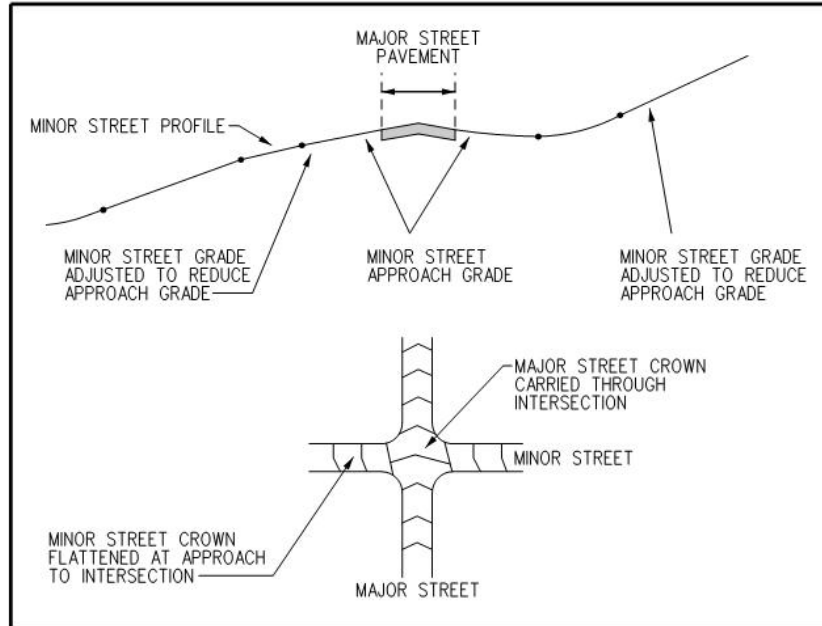 MAJOR STREET
PAVEMENT
MINOR STREET PROFILE
MINOR STREET GRADE
ADJUSTED TO REDUCE
APPROACH GRADE
MINOR STREET
APPROACH GRADE
MINOR STREET GRADE
ADJUSTED TO REDUCE
APPROACH GRADE
MAJOR STREET CROWN
CARRIED THROUGH
INTERSECTION
MINOR STREET
MINOR STREET CROWN
FLATTENED AT APPROACH
TO INTERSECTION
MAJOR STREET